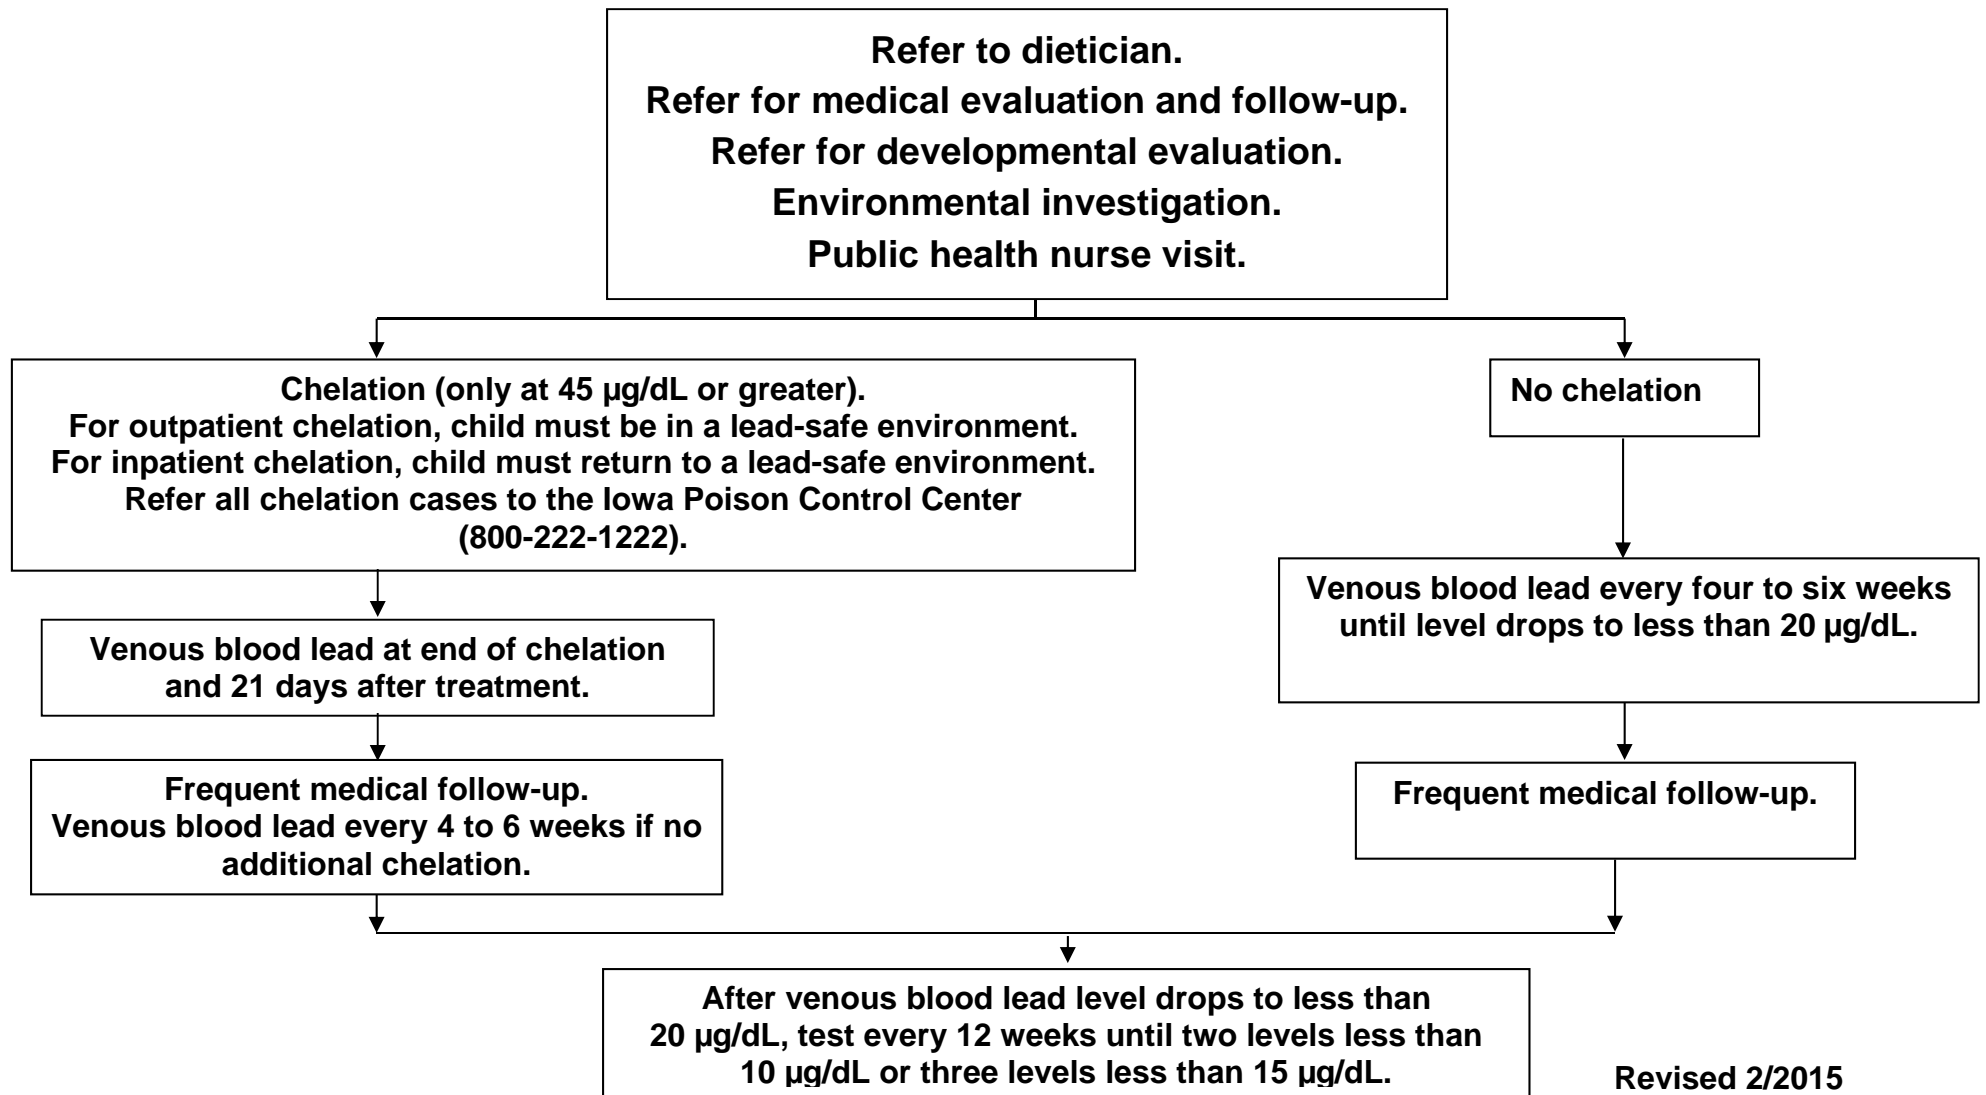 Refer to dietician.
Refer for medical evaluation and follow-up.
Refer for developmental evaluation.
Environmental investigation.
Public health nurse visit.
Chelation (only at 45 µg/dL or greater).
For outpatient chelation, child must be in a lead-safe environment.
For inpatient chelation, child must return to a lead-safe environment.
Refer all chelation cases to the Iowa Poison Control Center
(800-222-1222).
No chelation
Venous blood lead at end of chelation
and 21 days after treatment.
Venous blood lead every four to six weeks
until level drops to less than 20 µg/dL.
Frequent medical follow-up.
Venous blood lead every 4 to 6 weeks if no
additional chelation.
Frequent medical follow-up.
After venous blood lead level drops to less than
20 µg/dL, test every 12 weeks until two levels less than
10 µg/dL or three levels less than 15 µg/dL.
Revised 2/2015